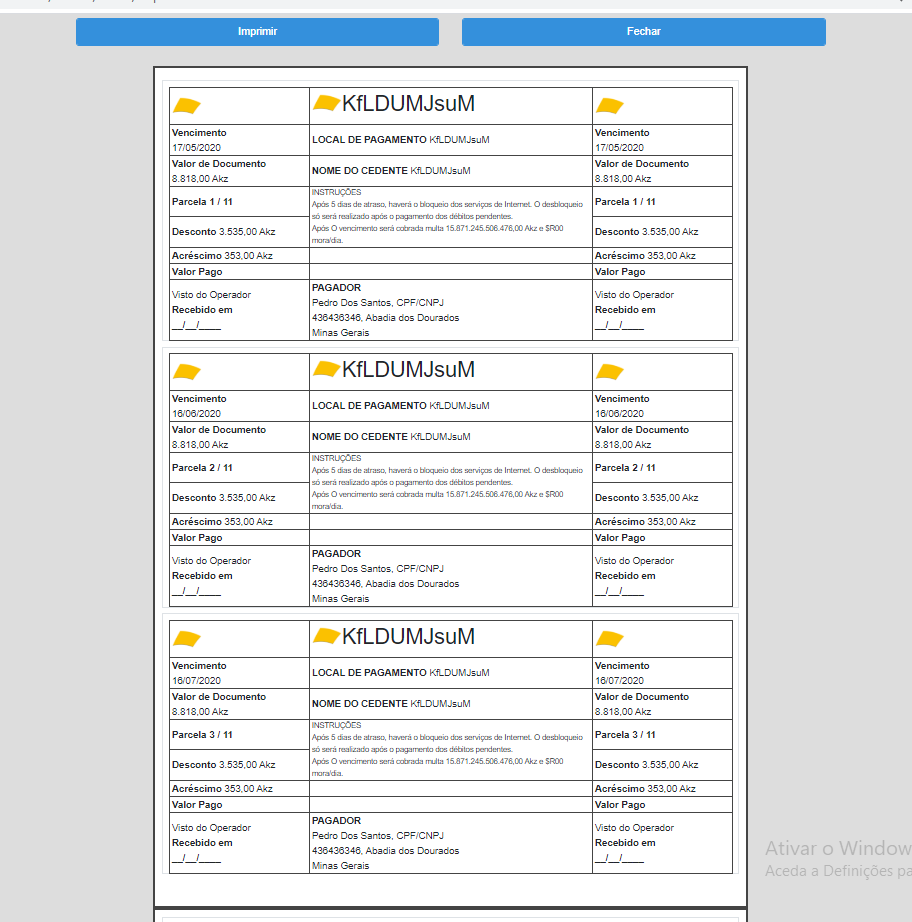 Imprimir
Fechar
KfLDUMJsuM
Vencimento
17/05/2020
LOCAL DE PAGAMENTO KfLDUMJsuM
Vencimento
17/05/2020
Valor de Documento
8.818,00 Akz
NOME DO CEDENTE KfLDUMJsuM
Valor de Documento
8.818,00 Akz
Parcela 1 / 11
INSTRUÇÕES
Após 5 dias de atraso, haverá o bloqueio dos serviços de Internet. O desbloqueio
só será realizado após o pagamento dos débitos pendentes.
Após O vencimento será cobrada multa 15.871.245.506.476,00 Akz e $R00
mora/dia.
Parcela 1 / 11
Desconto 3.535,00 Akz
Desconto 3.535,00 Akz
Acréscimo 353,00 Akz
Acréscimo 353,00 Akz
Valor Pago
Valor Pago
Visto do Operador
Recebido em
__/__/____
PAGADOR
Pedro Dos Santos, CPF/CNPJ
436436346, Abadia dos Dourados
Minas Gerais
Visto do Operador
Recebido em
__/__/____
KfLDUMJsuM
Vencimento
16/06/2020
LOCAL DE PAGAMENTO KfLDUMJsuM
Vencimento
16/06/2020
Valor de Documento
8.818,00 Akz
NOME DO CEDENTE KfLDUMJsuM
Valor de Documento
8.818,00 Akz
Parcela 2 / 11
INSTRUÇÕES
Após 5 dias de atraso, haverá o bloqueio dos serviços de Internet. O desbloqueio
só será realizado após o pagamento dos débitos pendentes.
Após O vencimento será cobrada multa 15.871.245.506.476,00 Akz e $R00
mora/dia.
Parcela 2 / 11
Desconto 3.535,00 Akz
Desconto 3.535,00 Akz
Acréscimo 353,00 Akz
Acréscimo 353,00 Akz
Valor Pago
Valor Pago
Visto do Operador
Recebido em
__/__/____
PAGADOR
Pedro Dos Santos, CPF/CNPJ
436436346, Abadia dos Dourados
Minas Gerais
Visto do Operador
Recebido em
__/__/____
KfLDUMJsuM
Vencimento
16/07/2020
LOCAL DE PAGAMENTO KfLDUMJsuM
Vencimento
16/07/2020
Valor de Documento
8.818,00 Akz
NOME DO CEDENTE KfLDUMJsuM
Valor de Documento
8.818,00 Akz
Parcela 3 / 11
INSTRUÇÕES
Após 5 dias de atraso, haverá o bloqueio dos serviços de Internet. O desbloqueio
só será realizado após o pagamento dos débitos pendentes.
Após O vencimento será cobrada multa 15.871.245.506.476,00 Akz e $R00
mora/dia.
Parcela 3 / 11
Desconto 3.535,00 Akz
Desconto 3.535,00 Akz
Acréscimo 353,00 Akz
Acréscimo 353,00 Akz
Valor Pago
Valor Pago
Visto do Operador
Recebido em
__/__/____
PAGADOR
Pedro Dos Santos, CPF/CNPJ
436436346, Abadia dos Dourados
Minas Gerais
Visto do Operador
Recebido em
__/__/____
Ativar o Window
Aceda a Definições pa